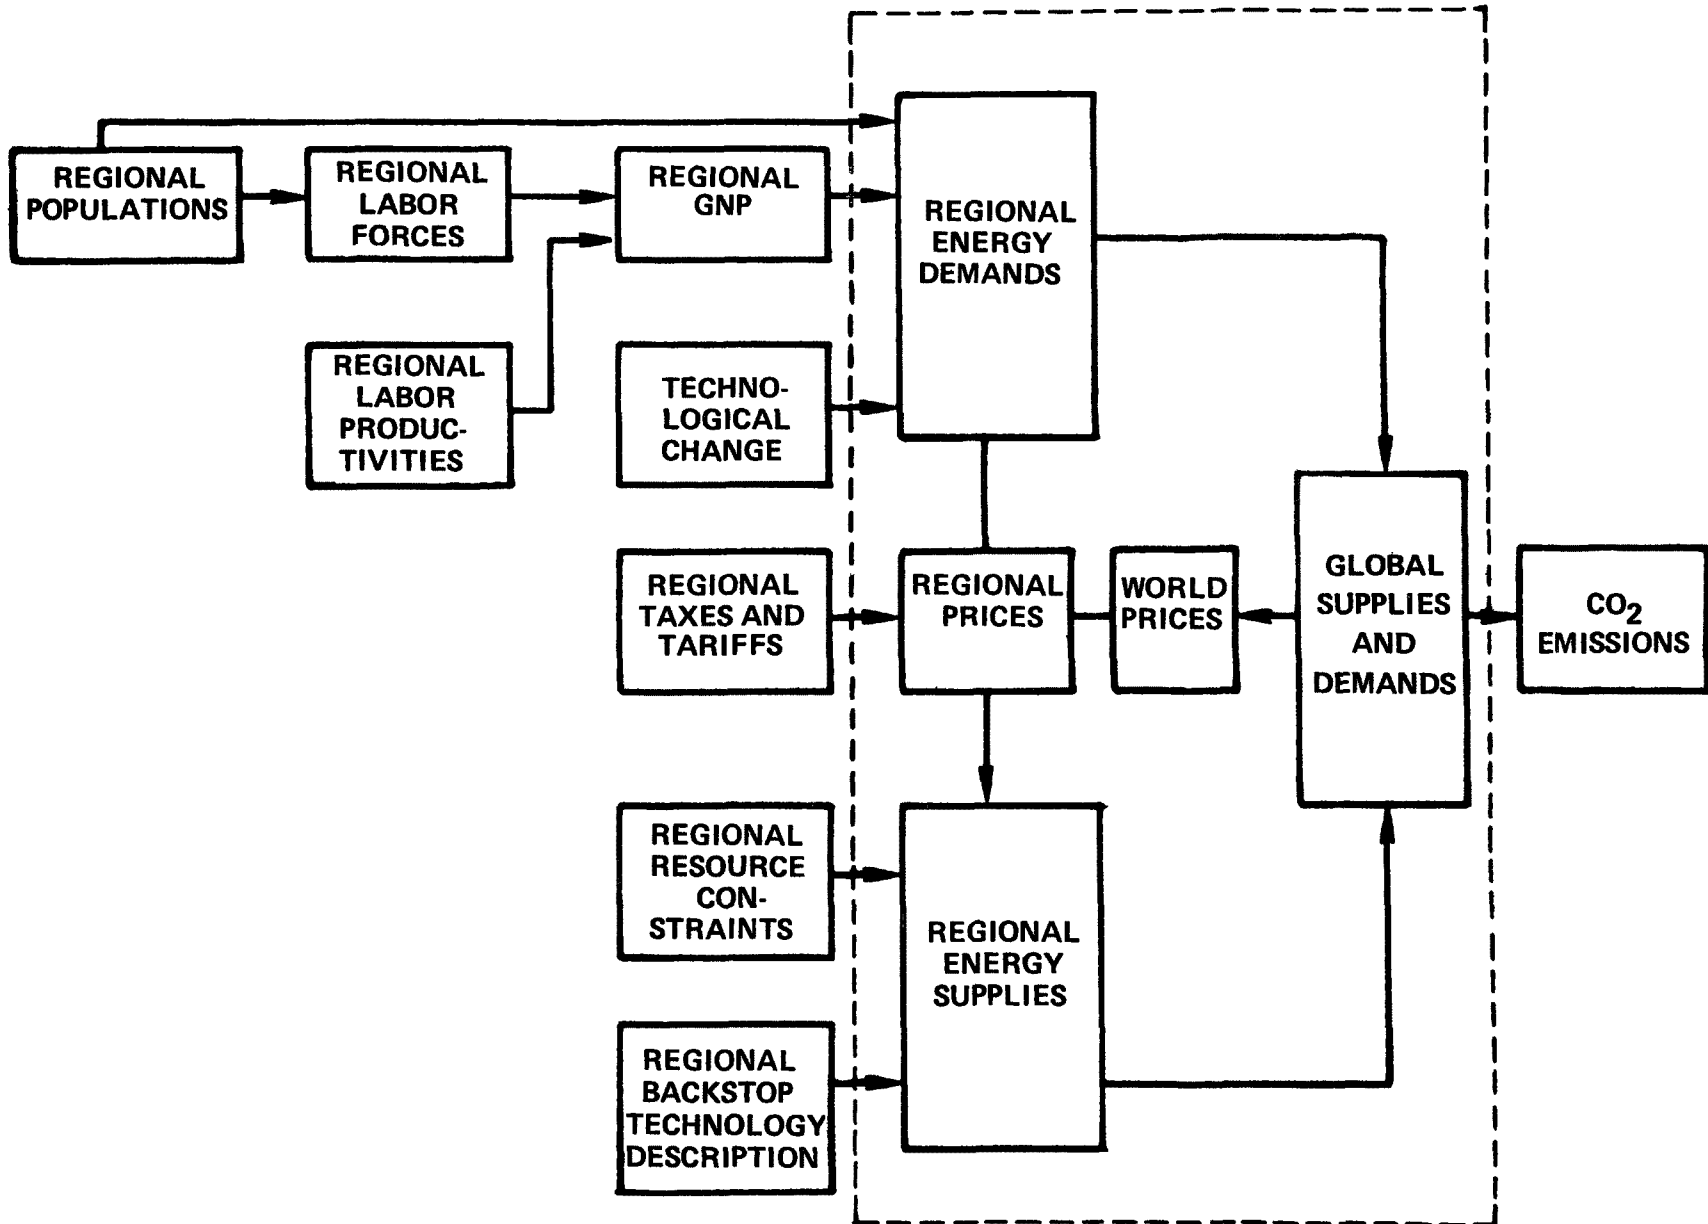 REGIONAL
POPULATIONS
REGIONAL
LABOR
FORCES
REGIONAL
GNP
REGIONAL
ENERGY
DEMANDS
REGIONAL
LABOR
PRODUC-
TIVITIES
TECHNO-
LOGICAL
CHANGE
REGIONAL
TAXES AND
TARIFFS
REGIONAL
PRICES
WORLD
PRICES
GLOBAL
SUPPLIES
AND
DEMANDS
CO2
EMISSIONS
REGIONAL
RESOURCE
CON-
STRAINTS
REGIONAL
ENERGY
SUPPLIES
REGIONAL
BACKSTOP
TECHNOLOGY
DESCRIPTION